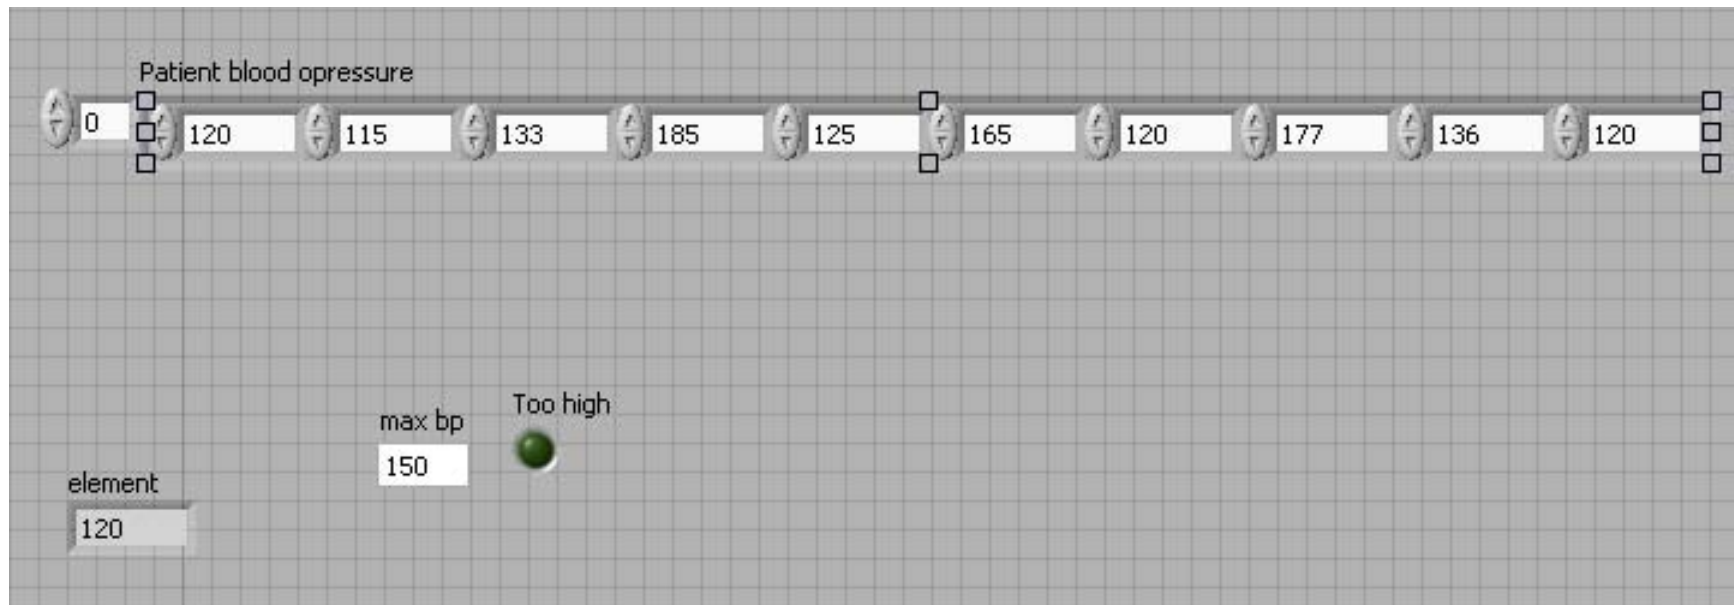 Patient blood opressure
0 120 115 133 185 125 165 120 177 136 120
Too high
max bp
150
element
120